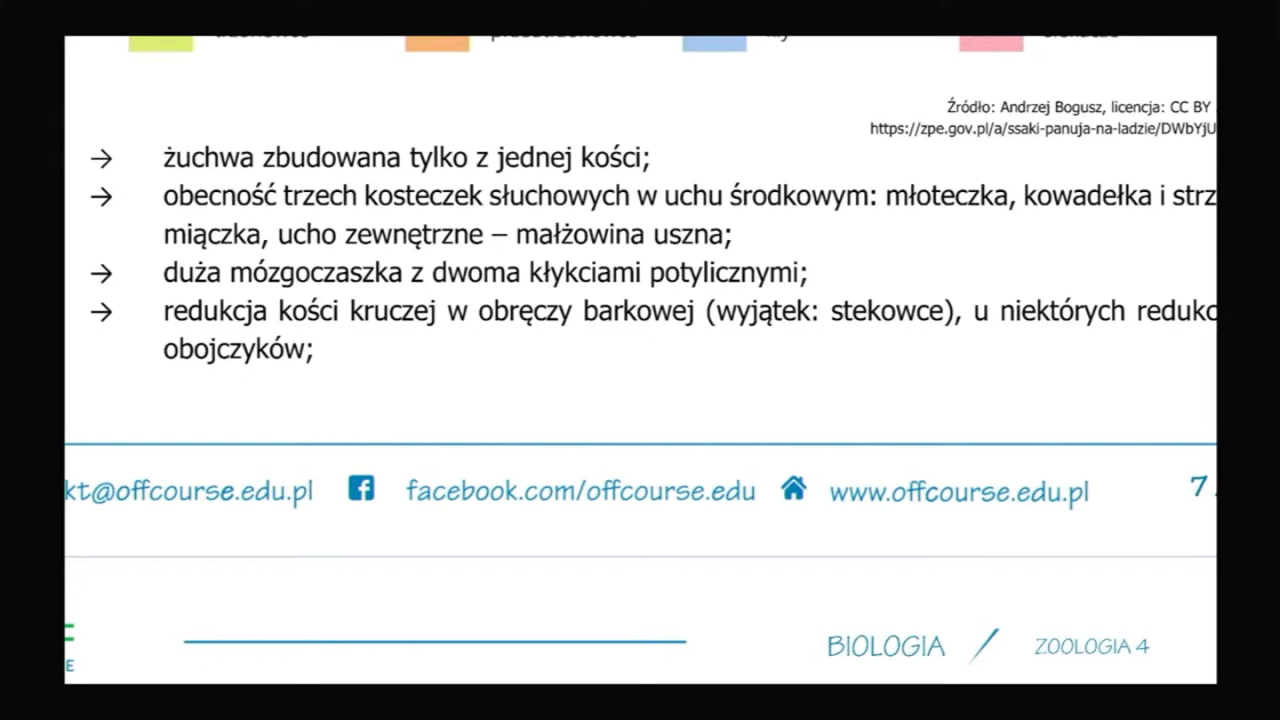 Źródło: Andrzej Bogusz, licencja: CC BY
https://zpe.gov.pl/a/ssaki-panuja-na-ladzie/DWbYjU
→ żuchwa zbudowana tylko z jednej kości;
→ obecność trzech kosteczek słuchowych w uchu środkowym: młoteczka, kowadełka i strz
miączka, ucho zewnętrzne – małżowina uszna;
→ duża mózgoczaszka z dwoma kłykciami potylicznymi;
→ redukcja kości kruczej w obręczy barkowej (wyjątek: stekowce), u niektórych redukc
obojczyków;
kt@offcourse.edu.pl facebook.com/offcourse.edu www.offcourse.edu.pl 7
E
BIOLOGIA / ZOOLOGIA 4